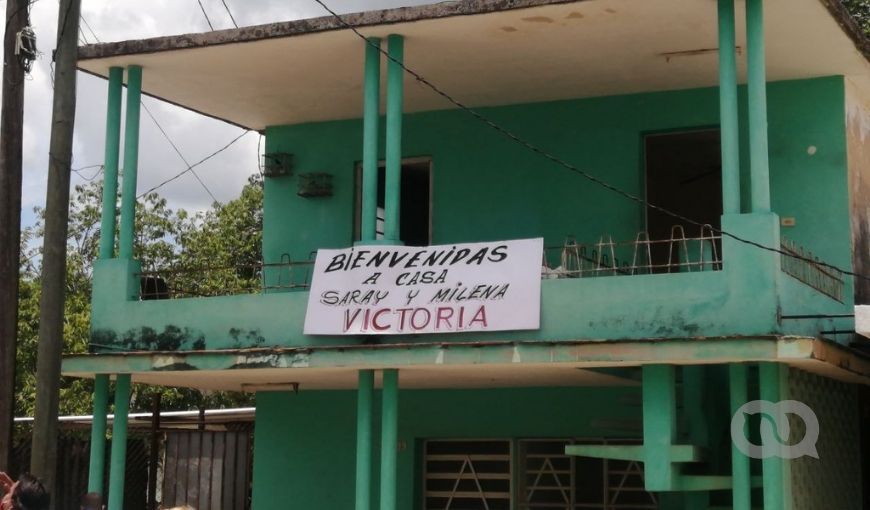 BIENVENIDAS
A CASA
SARAY Y MILENA
VICTORIA